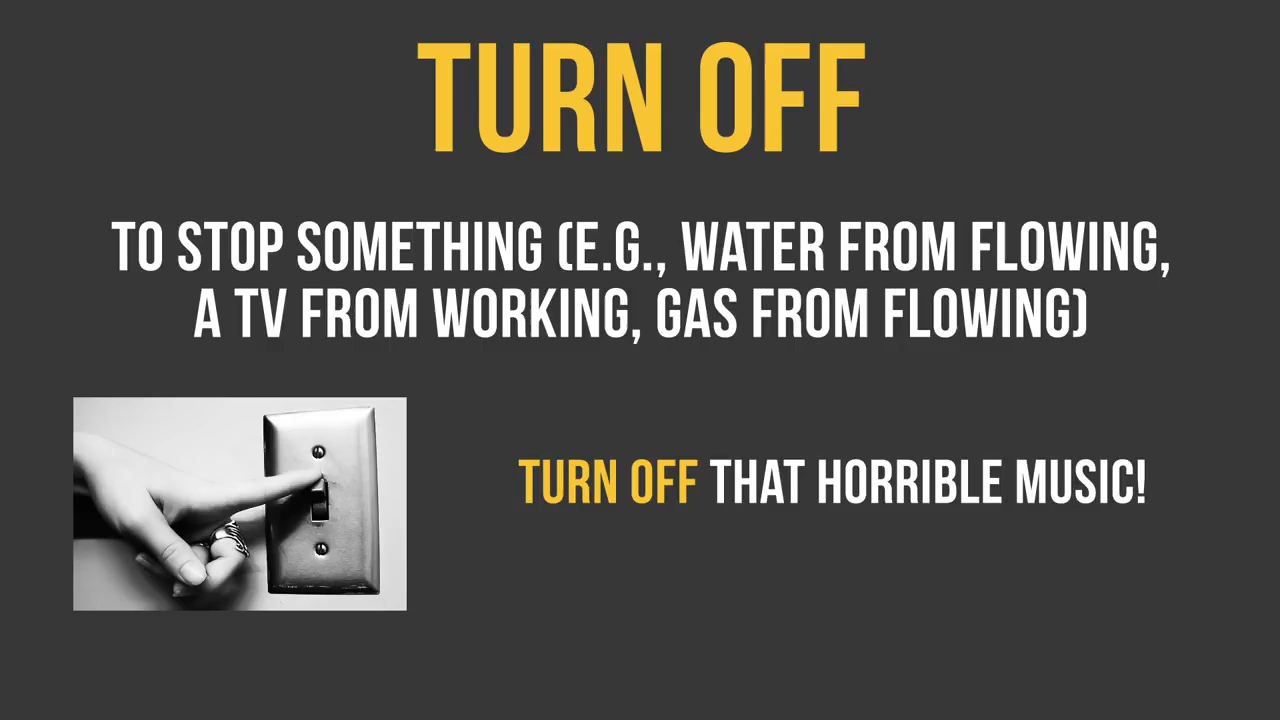 TURN OFF
TO STOP SOMETHING (E.G., WATER FROM FLOWING,
A TV FROM WORKING, GAS FROM FLOWING)
TURN OFF THAT HORRIBLE MUSIC!